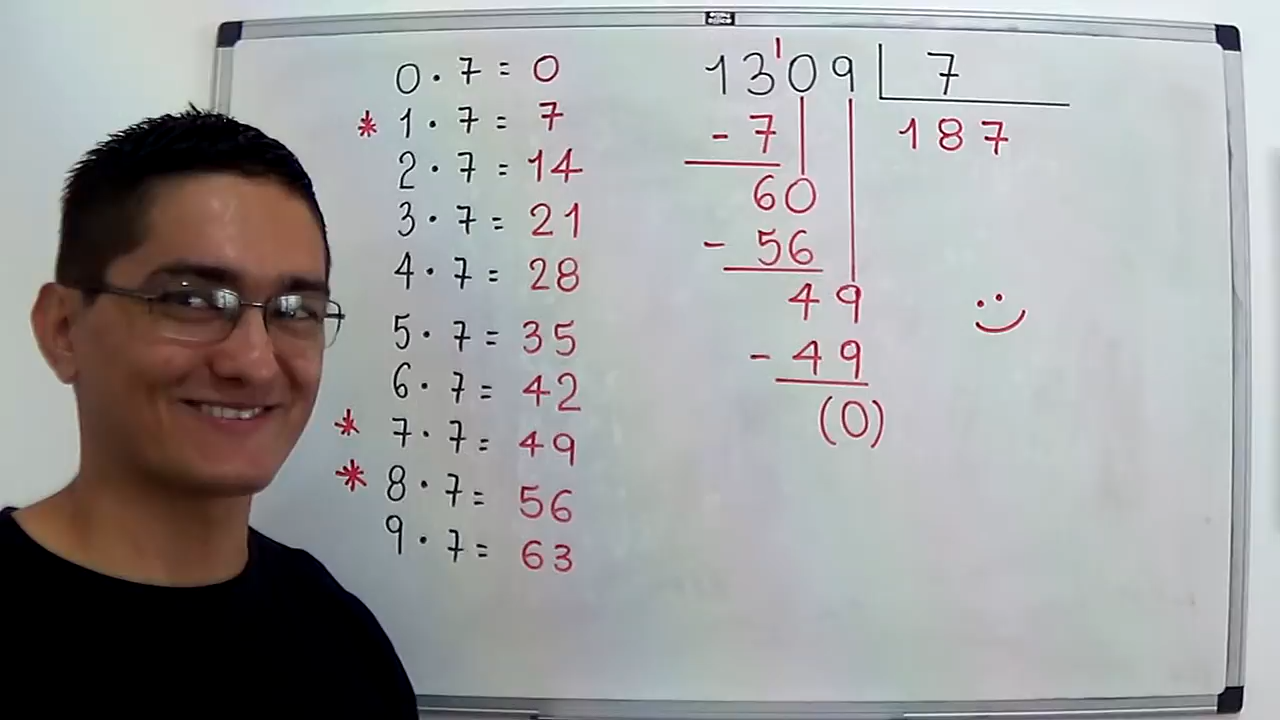 0 · 7 = 0
* 1 · 7 = 7
2 · 7 = 14
3 · 7 = 21
4 · 7 = 28
5 · 7 = 35
6 · 7 = 42
* 7 · 7 = 49
* 8 · 7 = 56
9 · 7 = 63
13'09 7
- 7 187
60
- 56
49
- 49
(0)